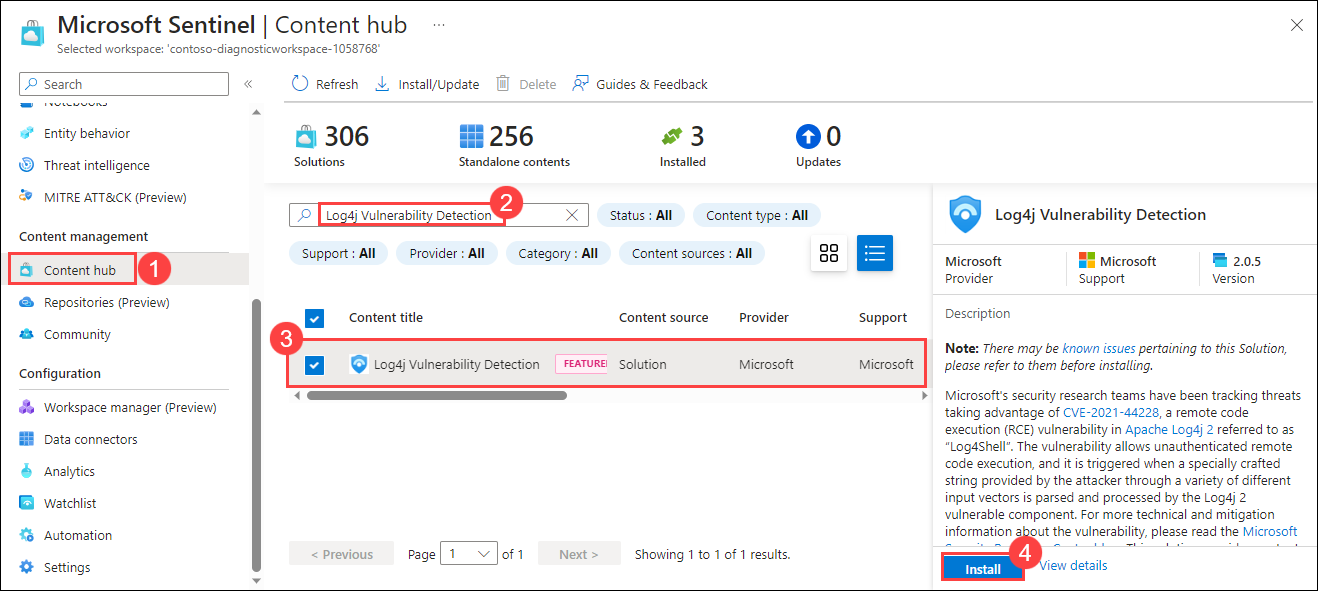 Microsoft Sentinel | Content hub ...
Selected workspace: 'contoso-diagnosticworkspace-1058768'
Search
«
Refresh
Install/Update
Delete
Guides & Feedback
Notebooks
Entity behavior
Threat intelligence
MITRE ATT&CK (Preview)
Content management
Content hub
1
Repositories (Preview)
Community
Configuration
Workspace manager (Preview)
Data connectors
Analytics
Watchlist
Automation
Settings
306
Solutions
256
Standalone contents
3
Installed
0
Updates
Log4j Vulnerability Detection
2
Status : All
Content type : All
Support : All
Provider : All
Category : All
Content sources : All
Content title
Content source
Provider
Support
3
Log4j Vulnerability Detection
FEATURE
Solution
Microsoft
Microsoft
< Previous
Page 1 of 1
Next >
Showing 1 to 1 of 1 results.
Log4j Vulnerability Detection
Microsoft
Provider
Microsoft
Support
2.0.5
Version
Description
Note: There may be known issues pertaining to this Solution,
please refer to them before installing.
Microsoft's security research teams have been tracking threats
taking advantage of CVE-2021-44228, a remote code
execution (RCE) vulnerability in Apache Log4j 2 referred to as
“Log4Shell”. The vulnerability allows unauthenticated remote
code execution, and it is triggered when a specially crafted
string provided by the attacker through a variety of different
input vectors is parsed and processed by the Log4j 2
vulnerable component. For more technical and mitigation
information about the vulnerability, please read the Microsoft
4
Install
View details